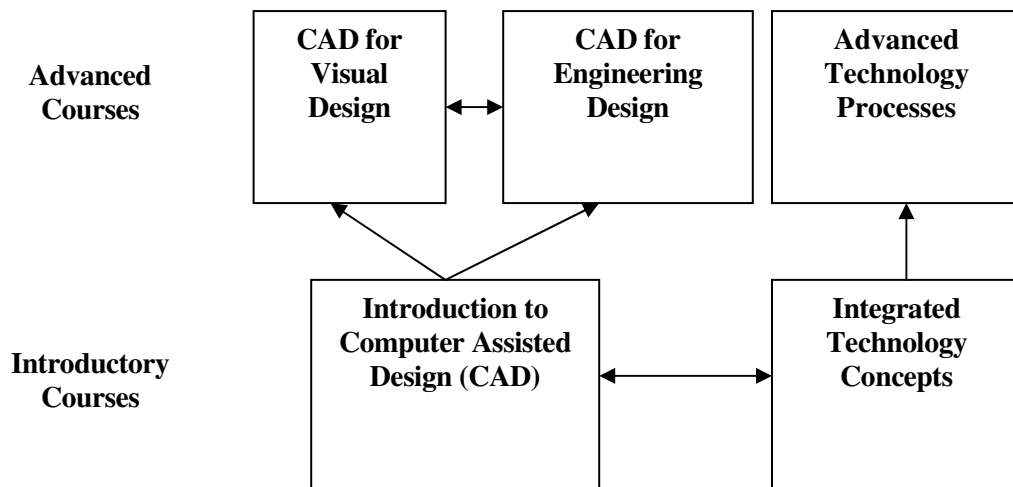 Advanced
Courses
CAD for
Visual
Design
CAD for
Engineering
Design
Advanced
Technology
Processes
Introductory
Courses
Introduction to
Computer Assisted
Design (CAD)
Integrated
Technology
Concepts